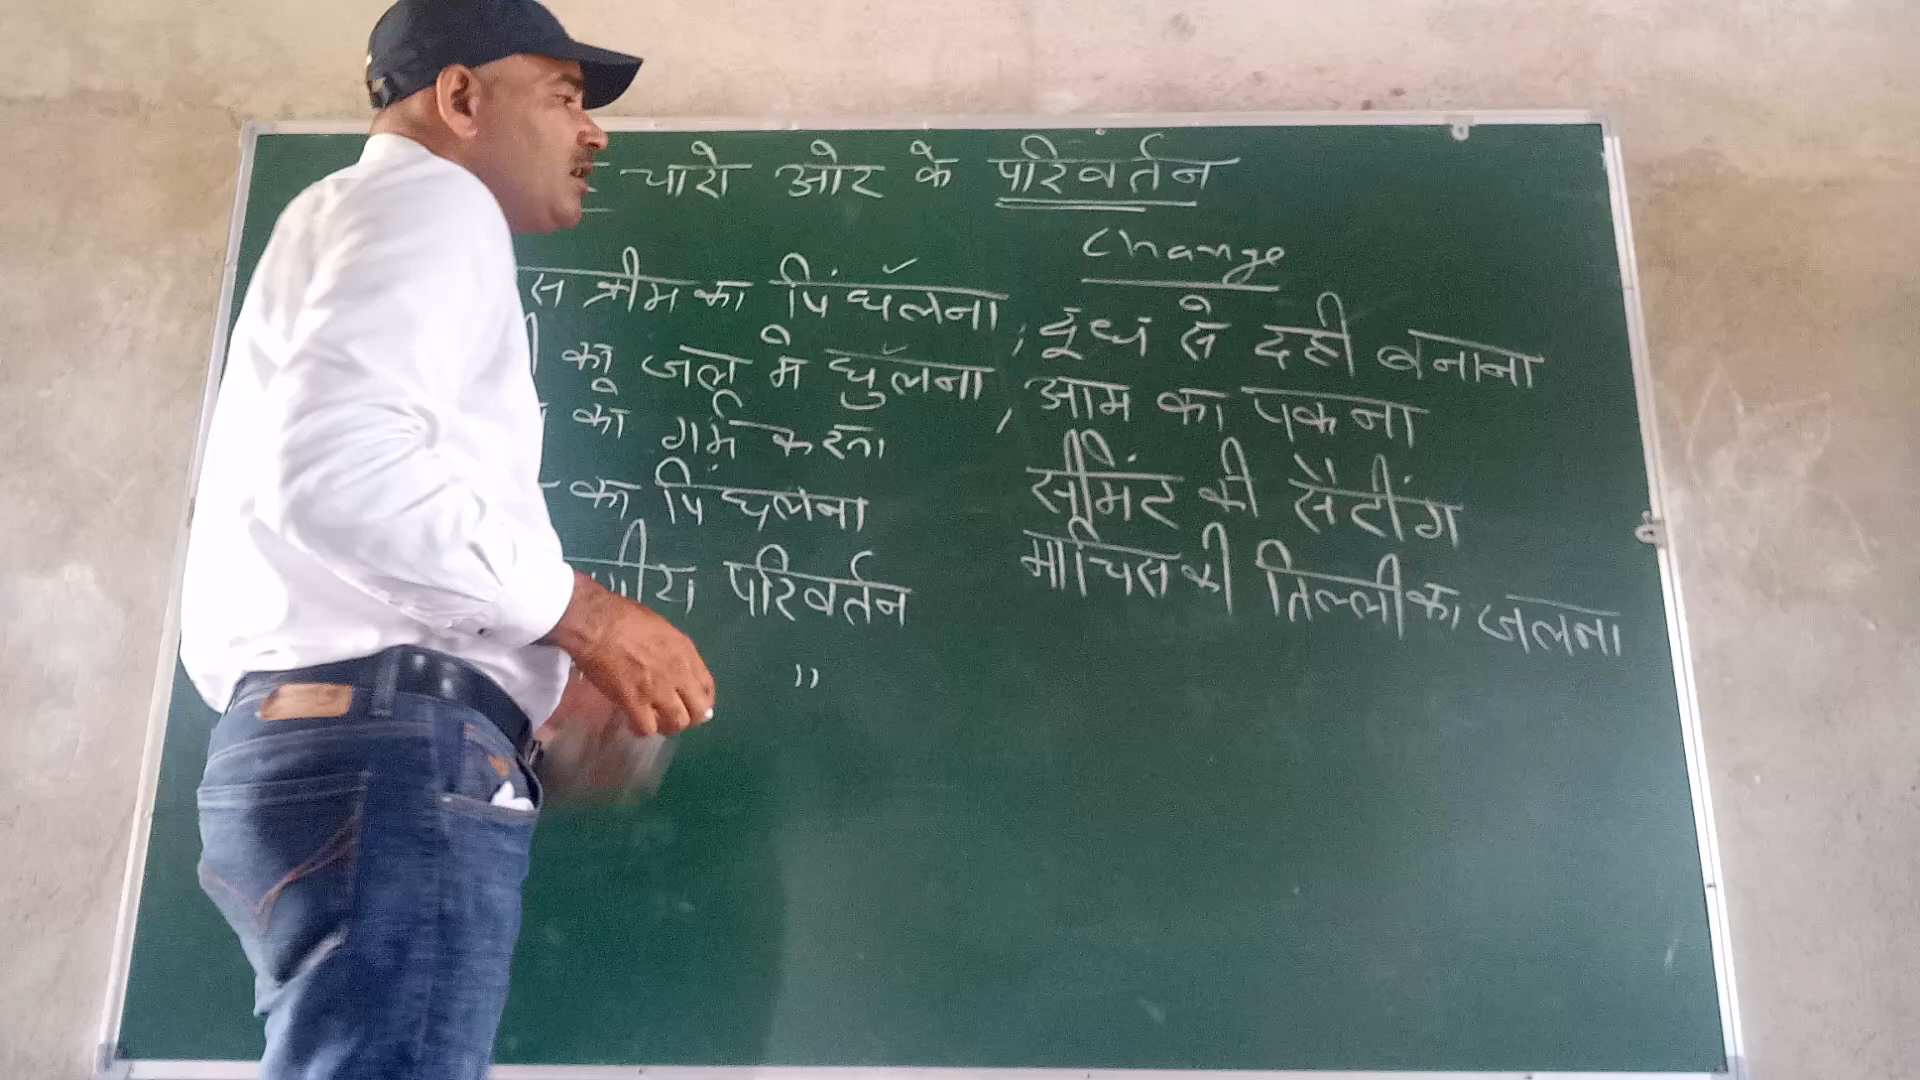 चारो ओर के परिवर्तन
Change
स क्रीम का पिंघलना, दूध से दही बनाना
का जल मे घुलना, आम का पकना
को गर्म करना
सीमिंट की सैटींग
का पिंघलना
माचिस की तिल्ली का जलना
णीय परिवर्तन
"